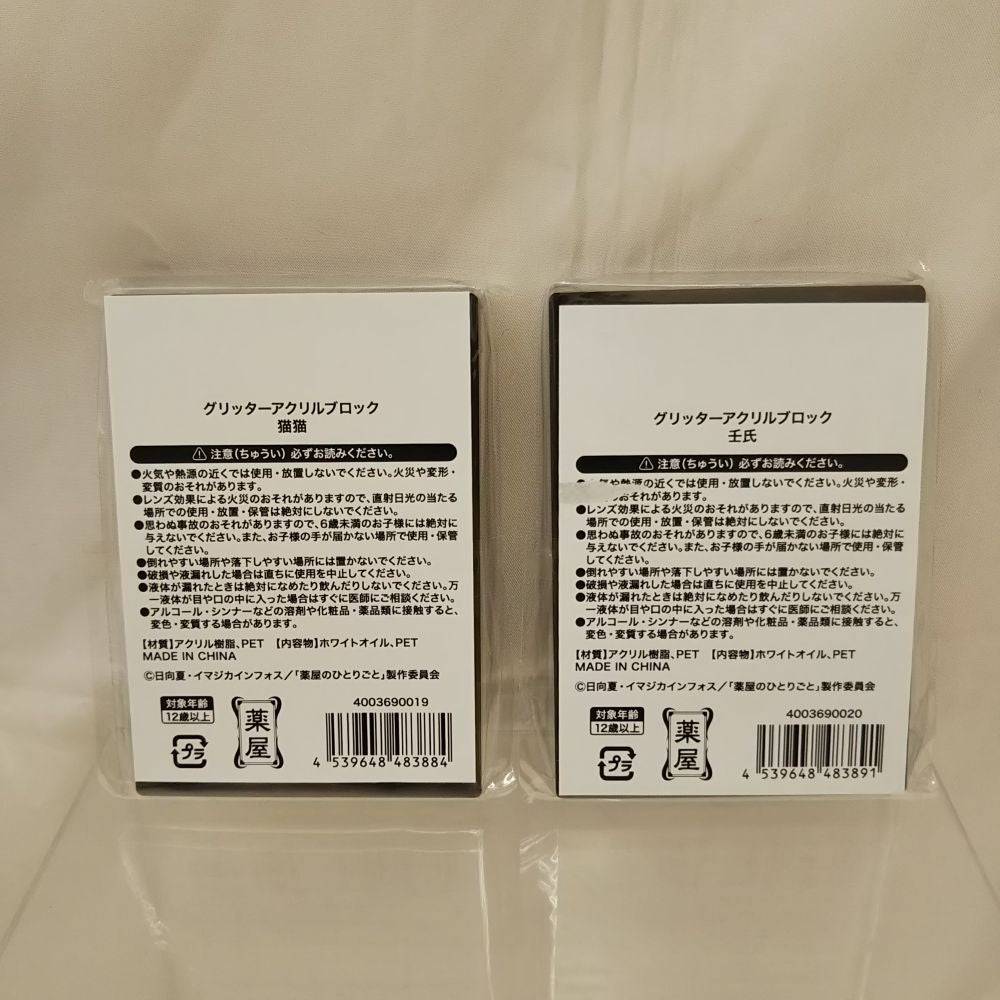 グリッターアクリルブロック
猫猫
注意(ちゅうい) 必ずお読みください。
●火気や熱源の近くでは使用・放置しないでください。火災や変形・
変質のおそれがあります。
●レンズ効果による火災のおそれがありますので、直射日光の当たる
場所での使用・放置・保管は絶対にしないでください。
●思わぬ事故のおそれがありますので、6歳未満のお子様には絶対に
与えないでください。また、お子様の手が届かない場所で使用・保管
してください。
●倒れやすい場所や落下しやすい場所には置かないでください。
●破損や液漏れした場合は直ちに使用を中止してください。
●液体が漏れたときは絶対になめたり飲んだりしないでください。万
一液体が目や口の中に入った場合はすぐに医師にご相談ください。
●アルコール・シンナーなどの溶剤や化粧品・薬品類に接触すると、
変色・変質する場合があります。
【材質】アクリル樹脂、PET 【内容物】ホワイトオイル、PET
MADE IN CHINA
©日向夏・イマジカインフォス/「薬屋のひとりごと」製作委員会
対象年齢
12歳以上
プラ
薬屋
4003690019
4 539648 483884
グリッターアクリルブロック
壬氏
注意(ちゅうい) 必ずお読みください。
気や熱源の近くでは使用・放置しないでください。火災や変形・
のおそれがあります。
●レンズ効果による火災のおそれがありますので、直射日光の当たる
場所での使用・放置・保管は絶対にしないでください。
●思わぬ事故のおそれがありますので、6歳未満のお子様には絶対に
与えないでください。また、お子様の手が届かない場所で使用・保管
してください。
●倒れやすい場所や落下しやすい場所には置かないでください。
●破損や液漏れした場合は直ちに使用を中止してください。
●液体が漏れたときは絶対になめたり飲んだりしないでください。万
一液体が目や口の中に入った場合はすぐに医師にご相談ください。
●アルコール・シンナーなどの溶剤や化粧品・薬品類に接触すると、
変色・変質する場合があります。
【材質】アクリル樹脂、PET 【内容物】ホワイトオイル、PET
MADE IN CHINA
©日向夏・イマジカインフォス/「薬屋のひとりごと」製作委員会
対象年齢
12歳以上
プラ
薬屋
4003690020
4 539648 483891